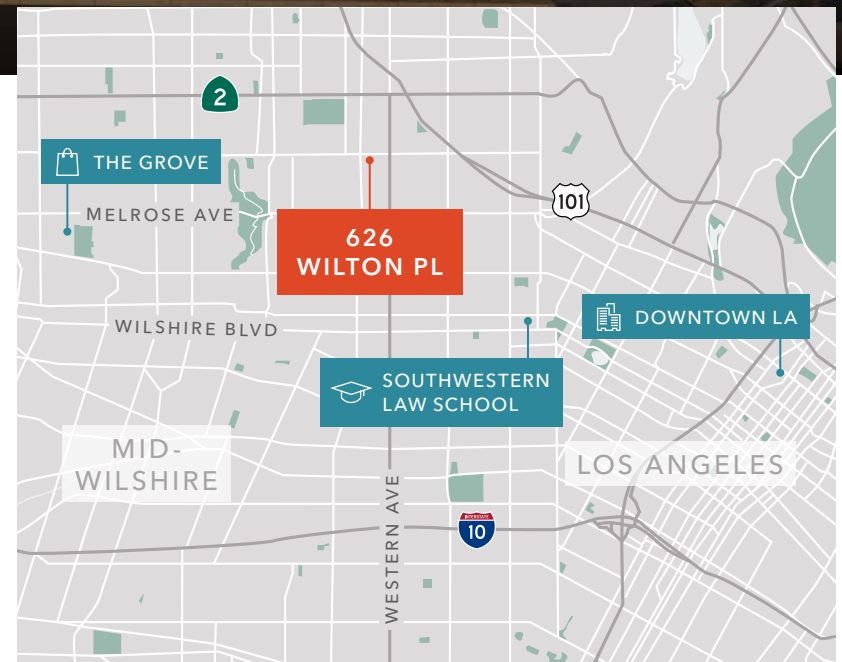 2
THE GROVE
MELROSE AVE
101
626
WILTON PL
WILSHIRE BLVD
DOWNTOWN LA
SOUTHWESTERN
LAW SCHOOL
MID-
WILSHIRE
LOS ANGELES
WESTERN AVE
INTERSTATE
10